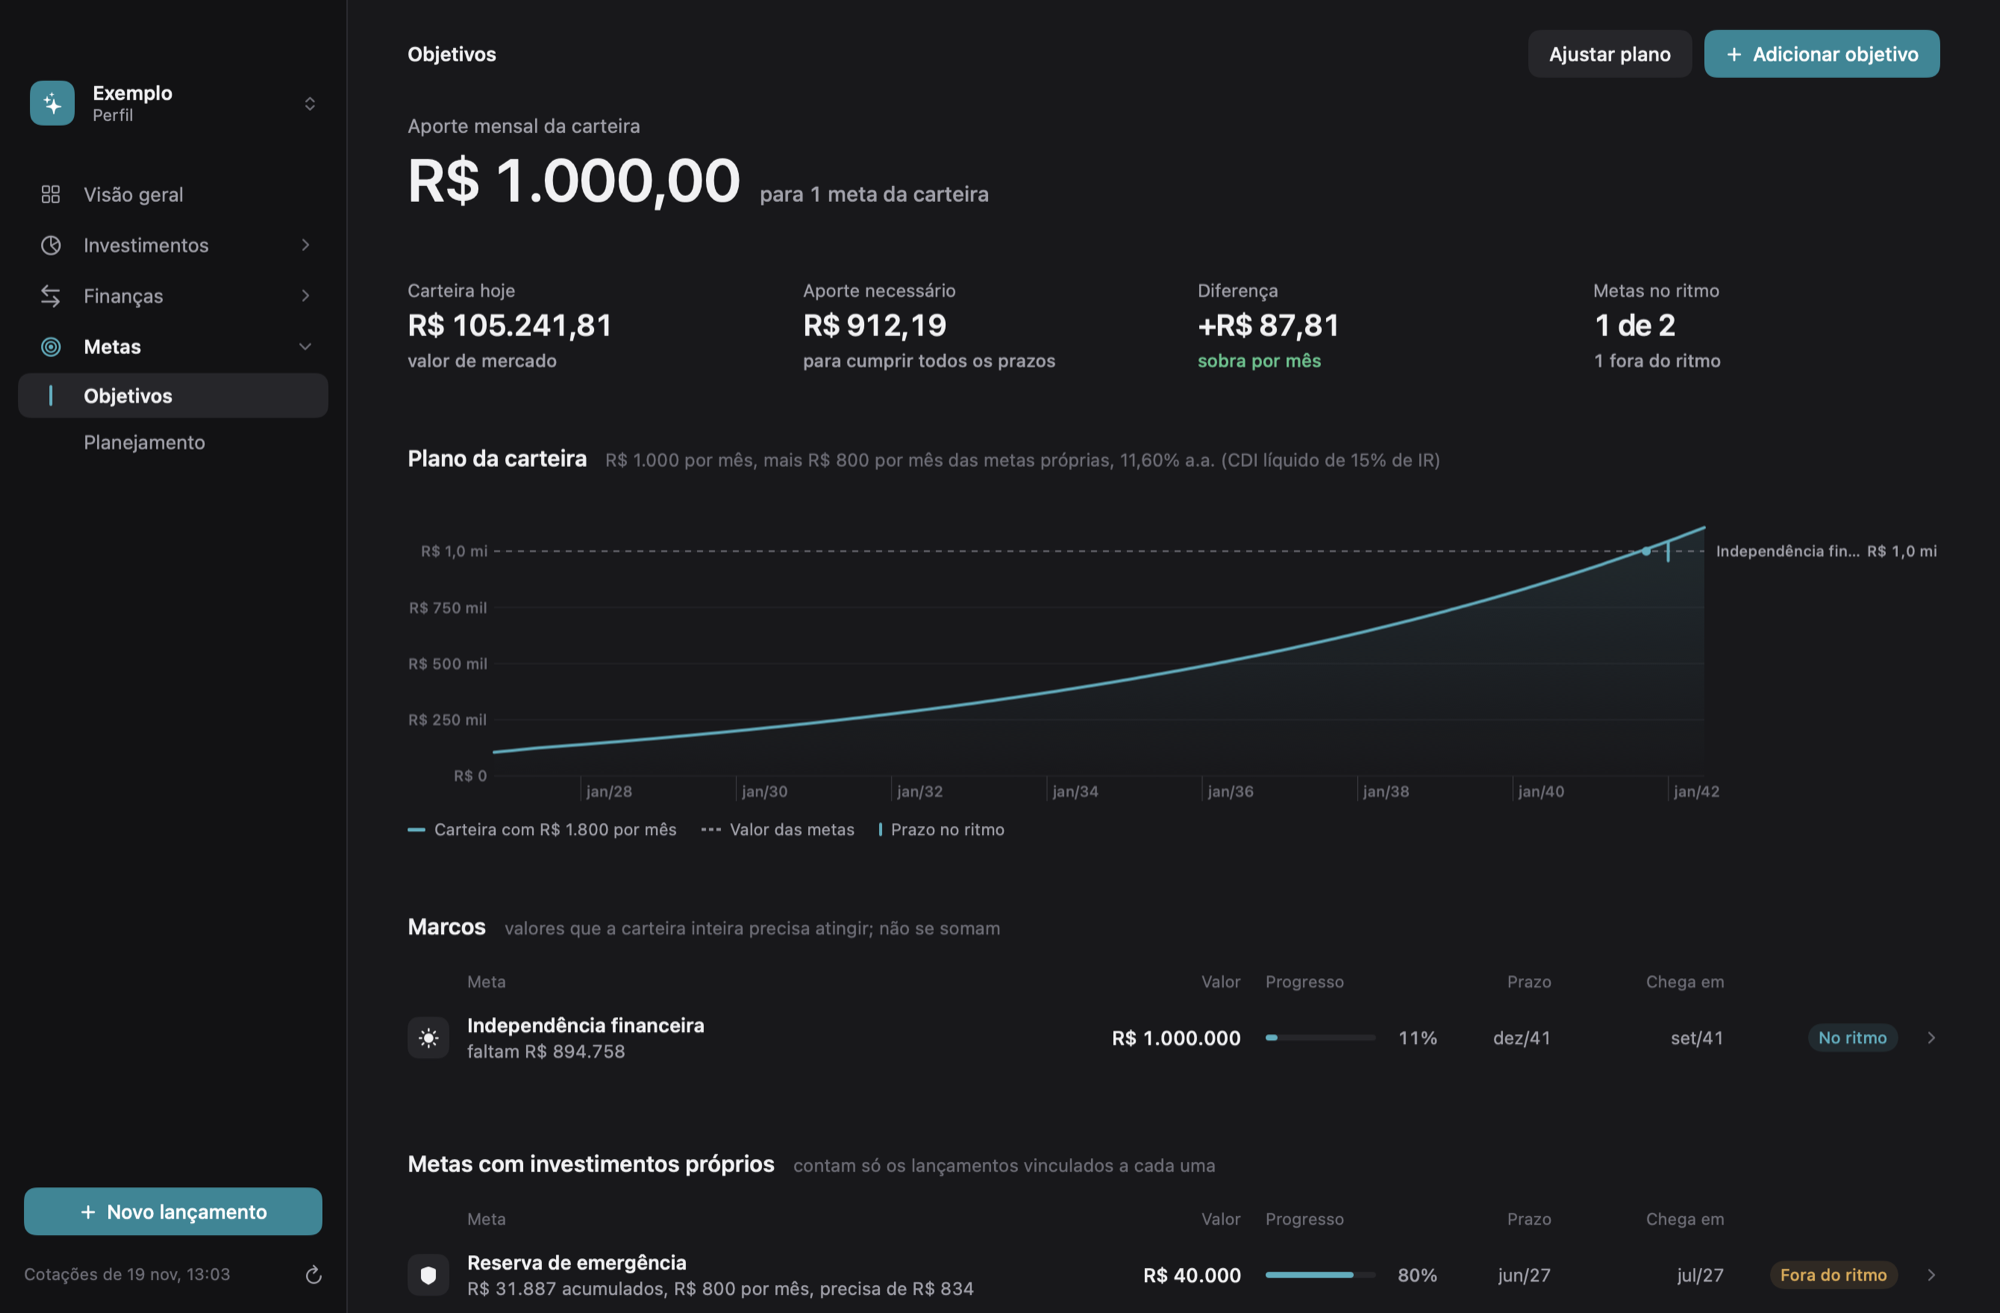 Exemplo
Perfil
Visão geral
Investimentos
Finanças
Metas
Objetivos
Planejamento
+ Novo lançamento
Cotações de 19 nov, 13:03
Objetivos
Ajustar plano
+ Adicionar objetivo
Aporte mensal da carteira
R$ 1.000,00 para 1 meta da carteira
Carteira hoje
R$ 105.241,81
valor de mercado
Aporte necessário
R$ 912,19
para cumprir todos os prazos
Diferença
+R$ 87,81
sobra por mês
Metas no ritmo
1 de 2
1 fora do ritmo
Plano da carteira R$ 1.000 por mês, mais R$ 800 por mês das metas próprias, 11,60% a.a. (CDI líquido de 15% de IR)
R$ 1,0 mi
Independência fin... R$ 1,0 mi
R$ 750 mil
R$ 500 mil
R$ 250 mil
R$ 0
jan/28 jan/30 jan/32 jan/34 jan/36 jan/38 jan/40 jan/42
Carteira com R$ 1.800 por mês Valor das metas Prazo no ritmo
Marcos valores que a carteira inteira precisa atingir; não se somam
Meta Valor Progresso Prazo Chega em
Independência financeira
faltam R$ 894.758
R$ 1.000.000 11% dez/41 set/41 No ritmo
Metas com investimentos próprios contam só os lançamentos vinculados a cada uma
Meta Valor Progresso Prazo Chega em
Reserva de emergência
R$ 31.887 acumulados, R$ 800 por mês, precisa de R$ 834
R$ 40.000 80% jun/27 jul/27 Fora do ritmo